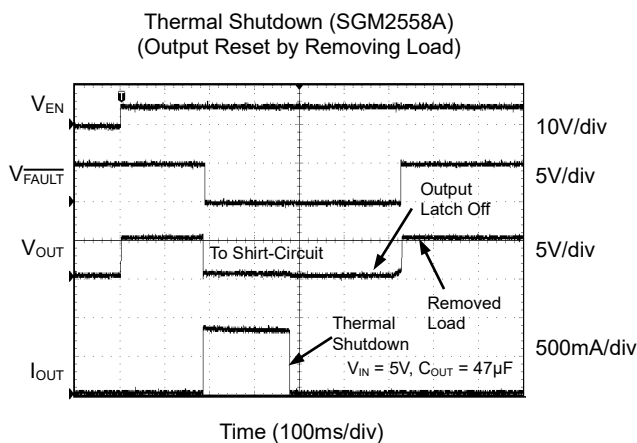 Thermal Shutdown (SGM2558A)
(Output Reset by Removing Load)
T
VEN
10V/div
VFAULT
5V/div
Output
Latch Off
VOUT
To Shirt-Circuit
5V/div
Removed
Load
Thermal
Shutdown
500mA/div
VIN = 5V, COUT = 47μF
IOUT
Time (100ms/div)